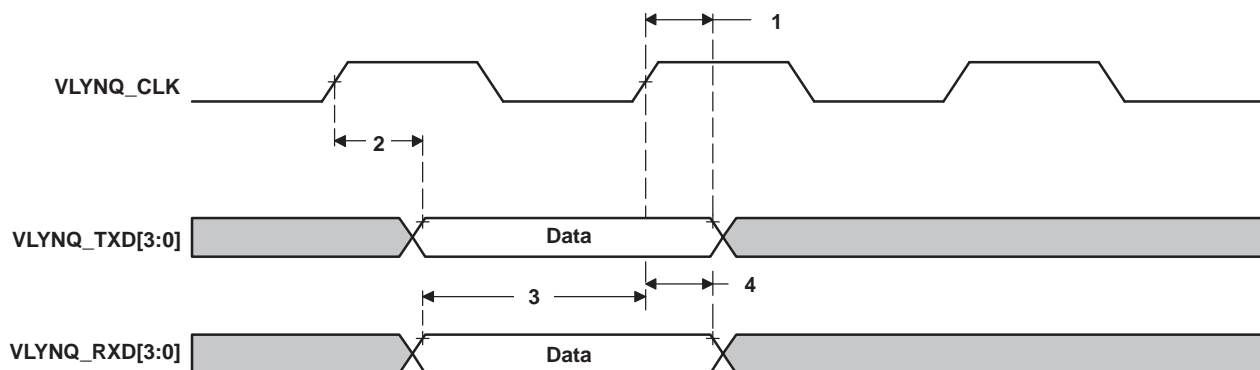 1
VLYNQ_CLK
2
VLYNQ_TXD[3:0]
Data
3
4
VLYNQ_RXD[3:0]
Data